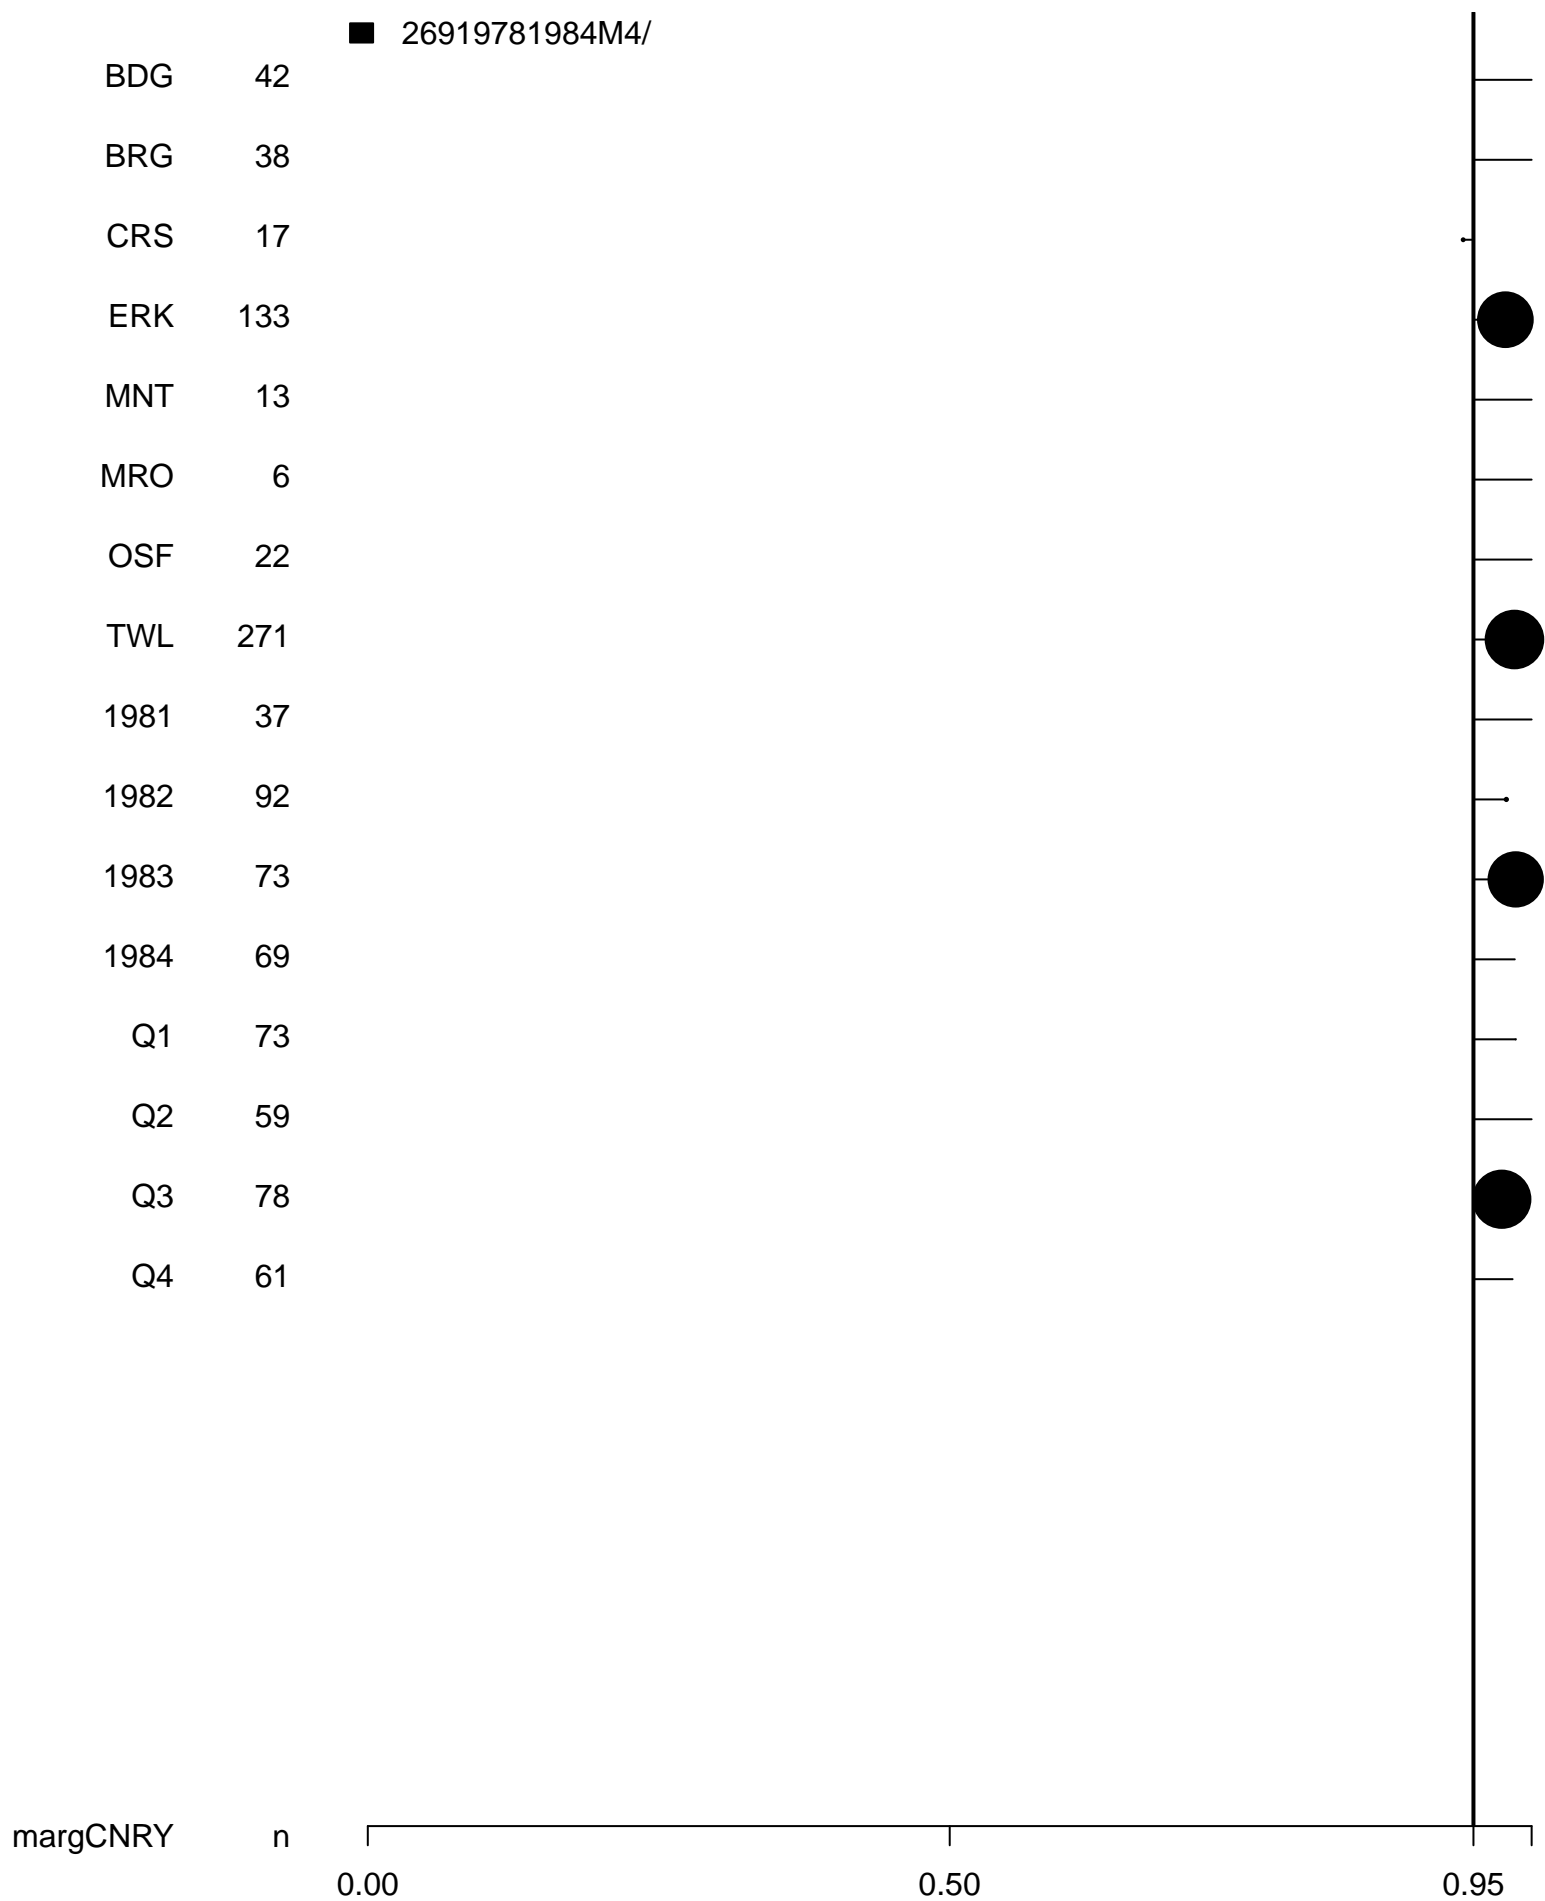 26919781984M4/
BDG 42
BRG 38
CRS 17
ERK 133
MNT 13
MRO 6
OSF 22
TWL 271
1981 37
1982 92
1983 73
1984 69
Q1 73
Q2 59
Q3 78
Q4 61
margCNRY n
0.00 0.50 0.95